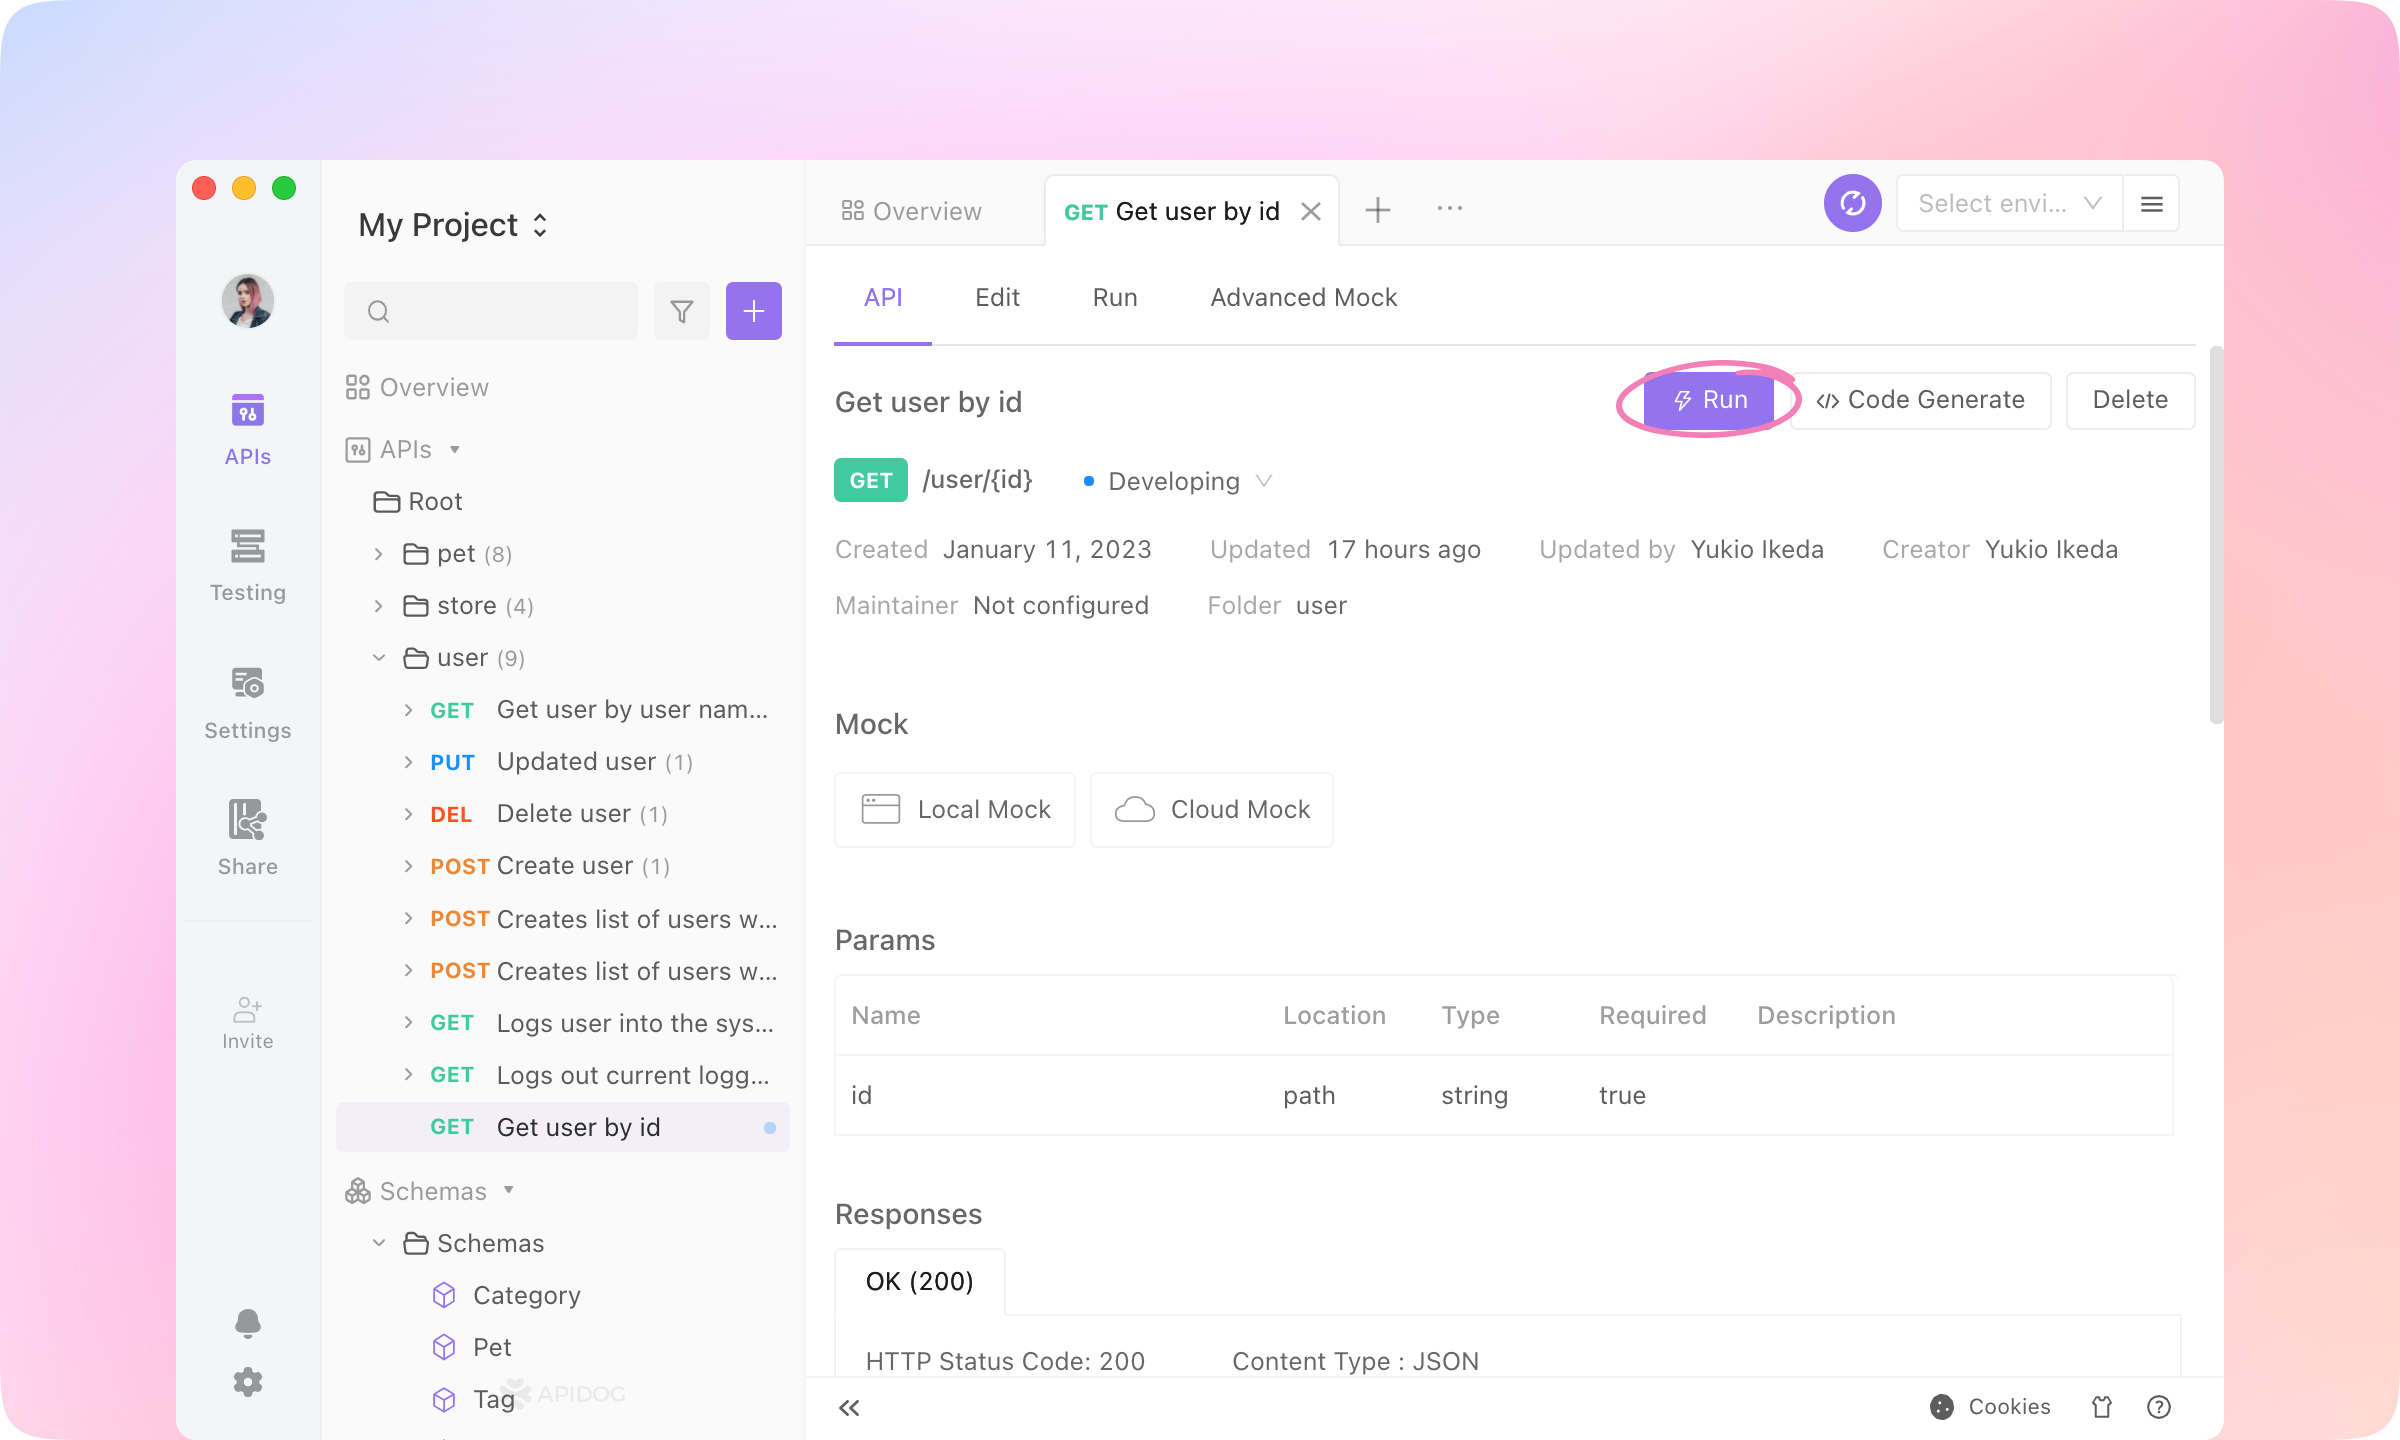 My Project
Overview
GET Get user by id
Select envi...
API
Edit
Run
Advanced Mock
APIs
Testing
Settings
Share
Invite
Overview
APIs
Root
pet (8)
store (4)
user (9)
GET Get user by user nam...
PUT Updated user (1)
DEL Delete user (1)
POST Create user (1)
POST Creates list of users w...
POST Creates list of users w...
GET Logs user into the sys...
GET Logs out current logg...
GET Get user by id
Schemas
Schemas
Category
Pet
Tag
APIDOG
Get user by id
Run
</> Code Generate
Delete
GET /user/{id}
Developing
Created January 11, 2023
Updated 17 hours ago
Updated by Yukio Ikeda
Creator Yukio Ikeda
Maintainer Not configured
Folder user
Mock
Local Mock
Cloud Mock
Params
Name Location Type Required Description
id path string true
Responses
OK (200)
HTTP Status Code: 200
Content Type : JSON
Cookies